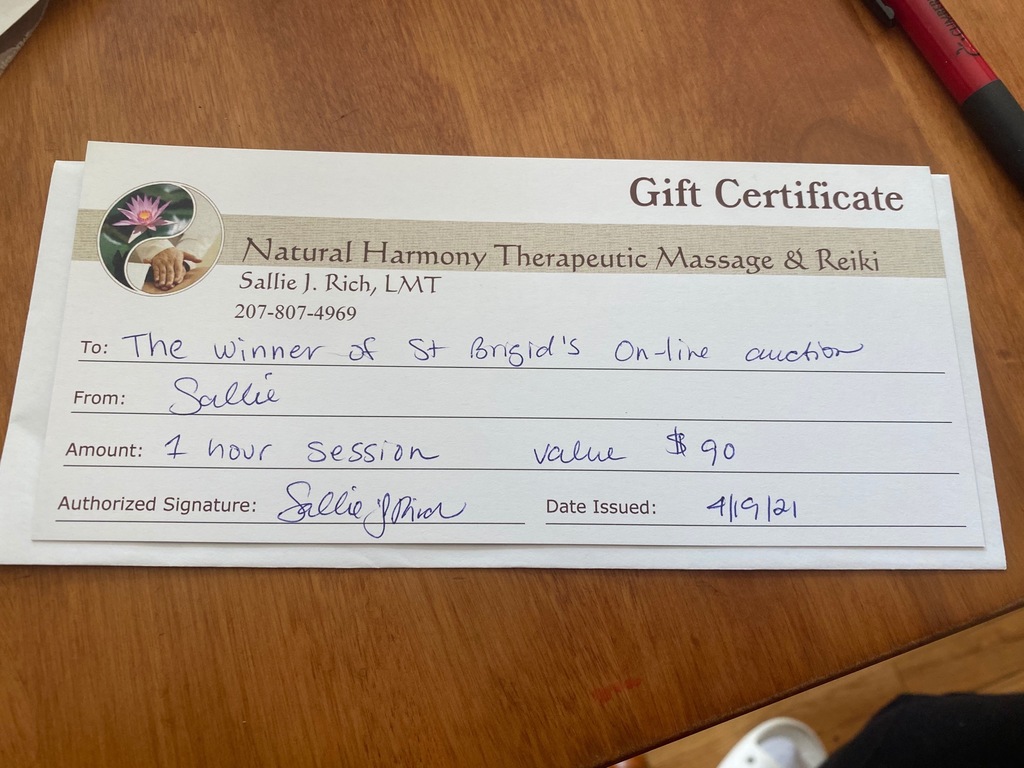 Gift Certificate
Natural Harmony Therapeutic Massage & Reiki
Sallie J. Rich, LMT
207-807-4969
To: The winner of St Brigid's On-line auction
From: Sallie
Amount: 1 hour session value $90
Authorized Signature: Sallie J Rich Date Issued: 4/19/21